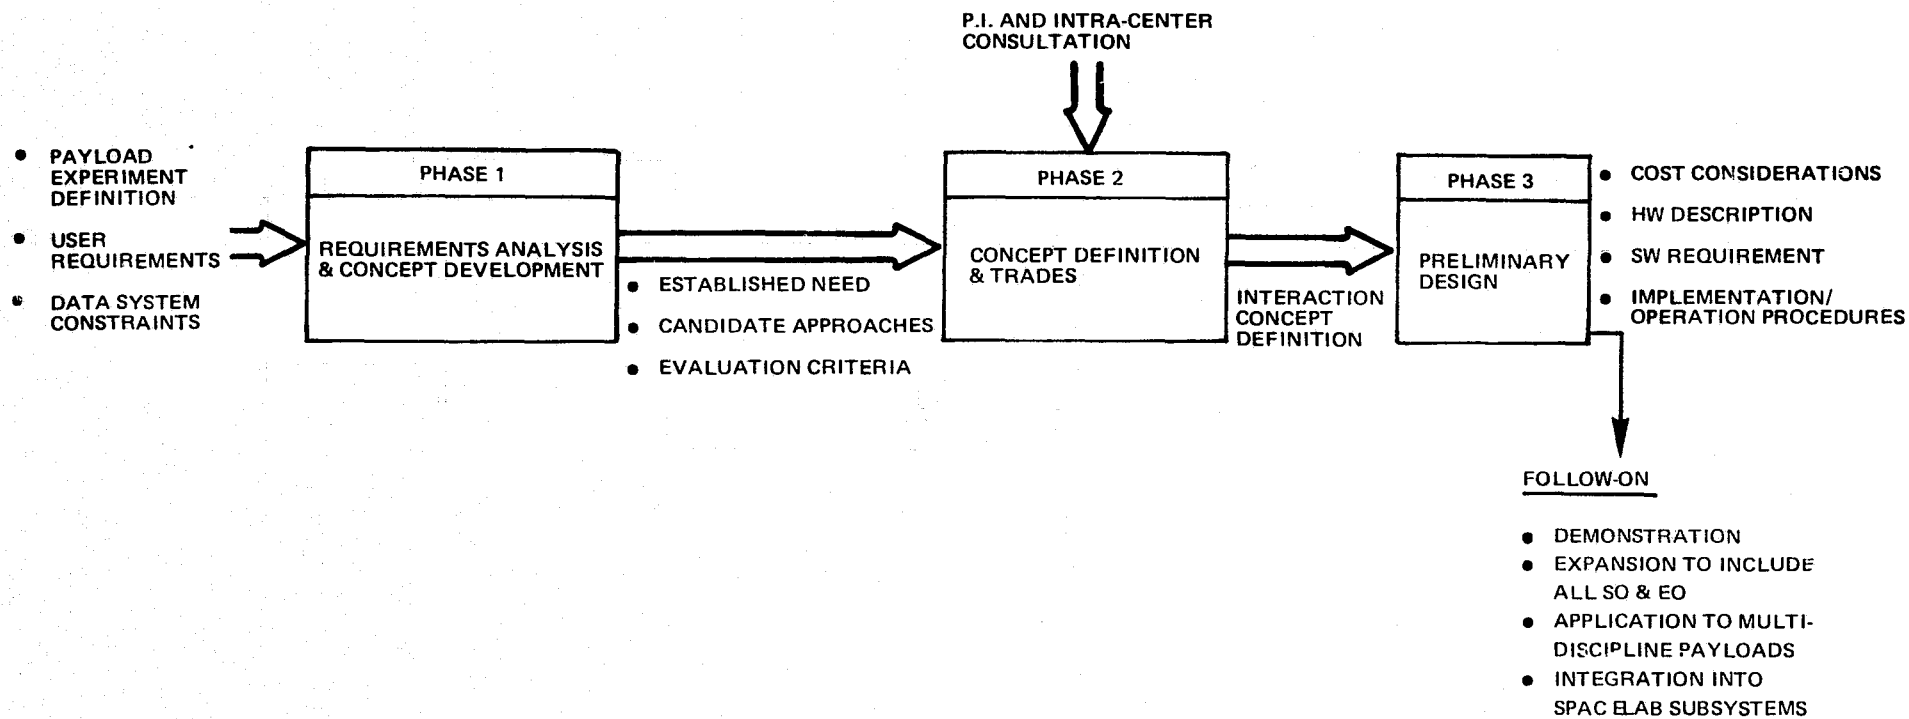 P.I. AND INTRA-CENTER
CONSULTATION
● PAYLOAD
EXPERIMENT
DEFINITION
● USER
REQUIREMENTS
● DATA SYSTEM
CONSTRAINTS
PHASE 1
REQUIREMENTS ANALYSIS
& CONCEPT DEVELOPMENT
● ESTABLISHED NEED
● CANDIDATE APPROACHES
● EVALUATION CRITERIA
PHASE 2
CONCEPT DEFINITION
& TRADES
INTERACTION
CONCEPT
DEFINITION
PHASE 3
PRELIMINARY
DESIGN
● COST CONSIDERATIONS
● HW DESCRIPTION
● SW REQUIREMENT
● IMPLEMENTATION/
OPERATION PROCEDURES
FOLLOW-ON
● DEMONSTRATION
● EXPANSION TO INCLUDE
ALL SO & EO
● APPLICATION TO MULTI-
DISCIPLINE PAYLOADS
● INTEGRATION INTO
SPACELAB SUBSYSTEMS